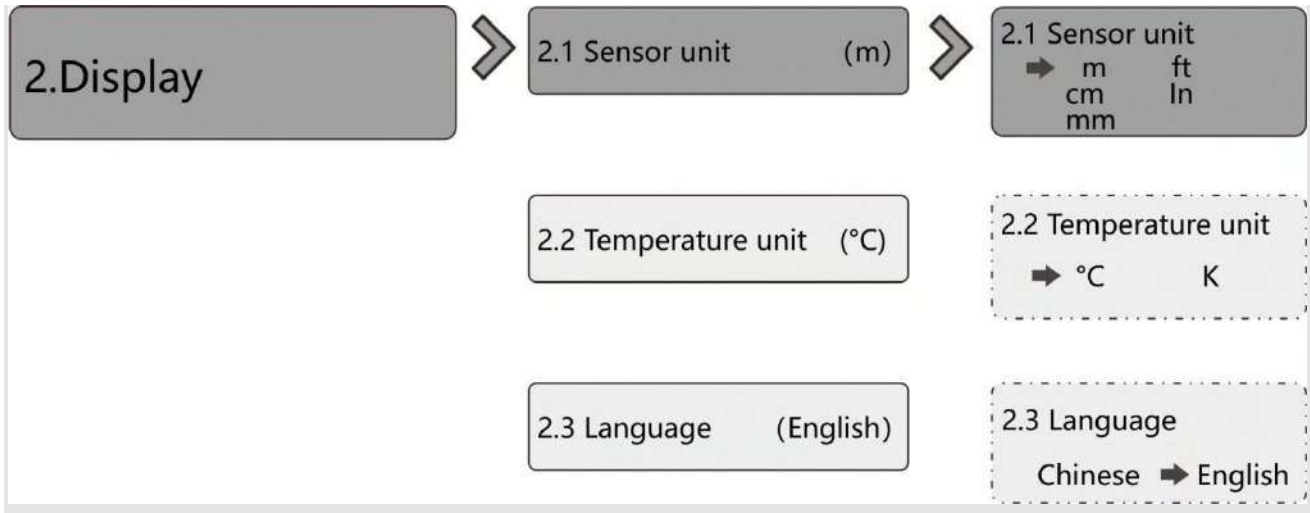 2.Display
2.1 Sensor unit (m)
2.1 Sensor unit
m ft
cm In
mm
2.2 Temperature unit (°C)
2.2 Temperature unit
°C K
2.3 Language (English)
2.3 Language
Chinese English